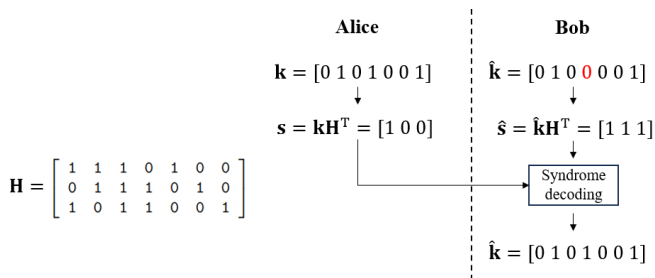 Alice
Bob
𝐤 = [0 1 0 1 0 0 1]
𝐤̂ = [0 1 0 0 0 0 1]
𝐬 = 𝐤𝐇ᵀ = [1 0 0]
𝐬̂ = 𝐤̂𝐇ᵀ = [1 1 1]
1 1 1 0 1 0 0
𝐇 = 0 1 1 1 0 1 0
1 0 1 1 0 0 1
Syndrome
decoding
𝐤̂ = [0 1 0 1 0 0 1]